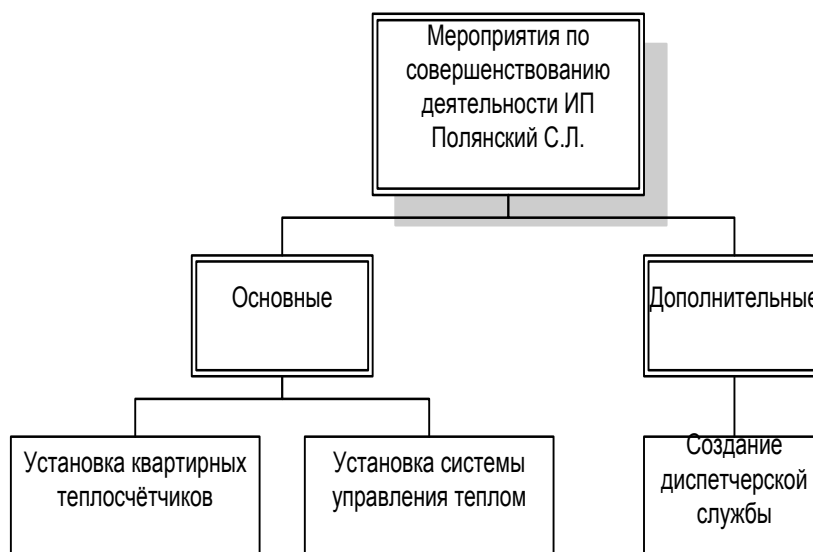 Мероприятия по
совершенствованию
деятельности ИП
Полянский С.Л.
Основные
Дополнительные
Установка квартирных
теплосчётчиков
Установка системы
управления теплом
Создание
диспетчерской
службы